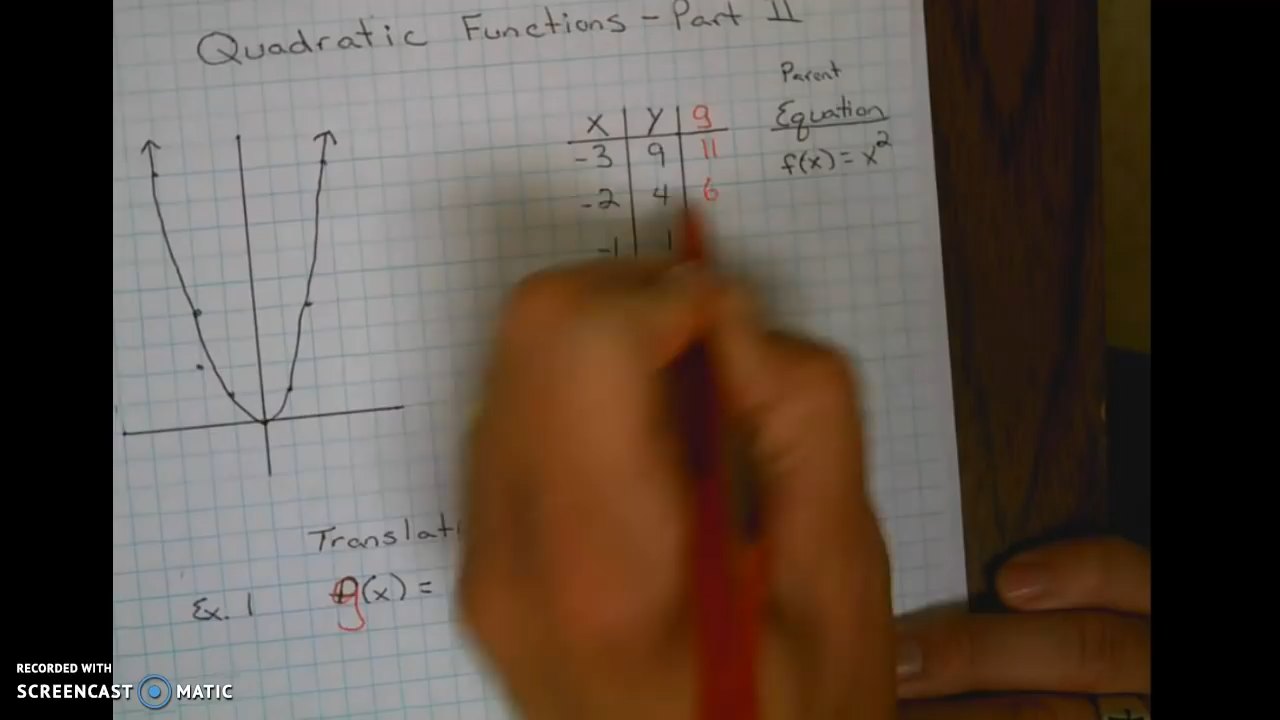 Quadratic Functions - Part II
Parent
Equation
f(x) = x²
X Y g
-3 9 11
-2 4 6
-1 1
Ex. 1 g(x) =
RECORDED WITH
SCREENCAST MATIC